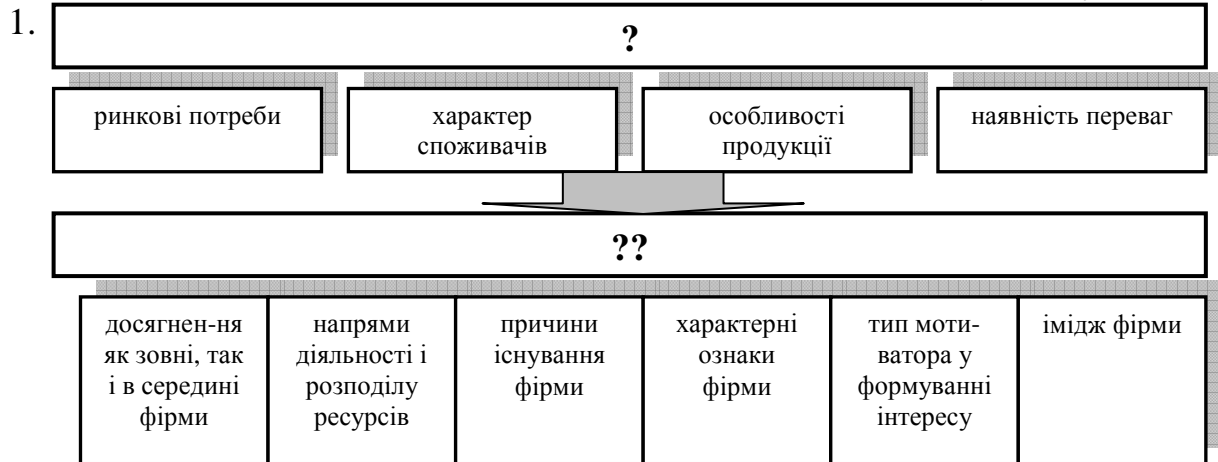 1.
?
ринкові потреби
характер
споживачів
особливості
продукції
наявність переваг
??
досягнен-ня
як зовні, так
і в середині
фірми
напрями
діяльності і
розподілу
ресурсів
причини
існування
фірми
характерні
ознаки
фірми
тип моти-
ватора у
формуванні
інтересу
імідж фірми